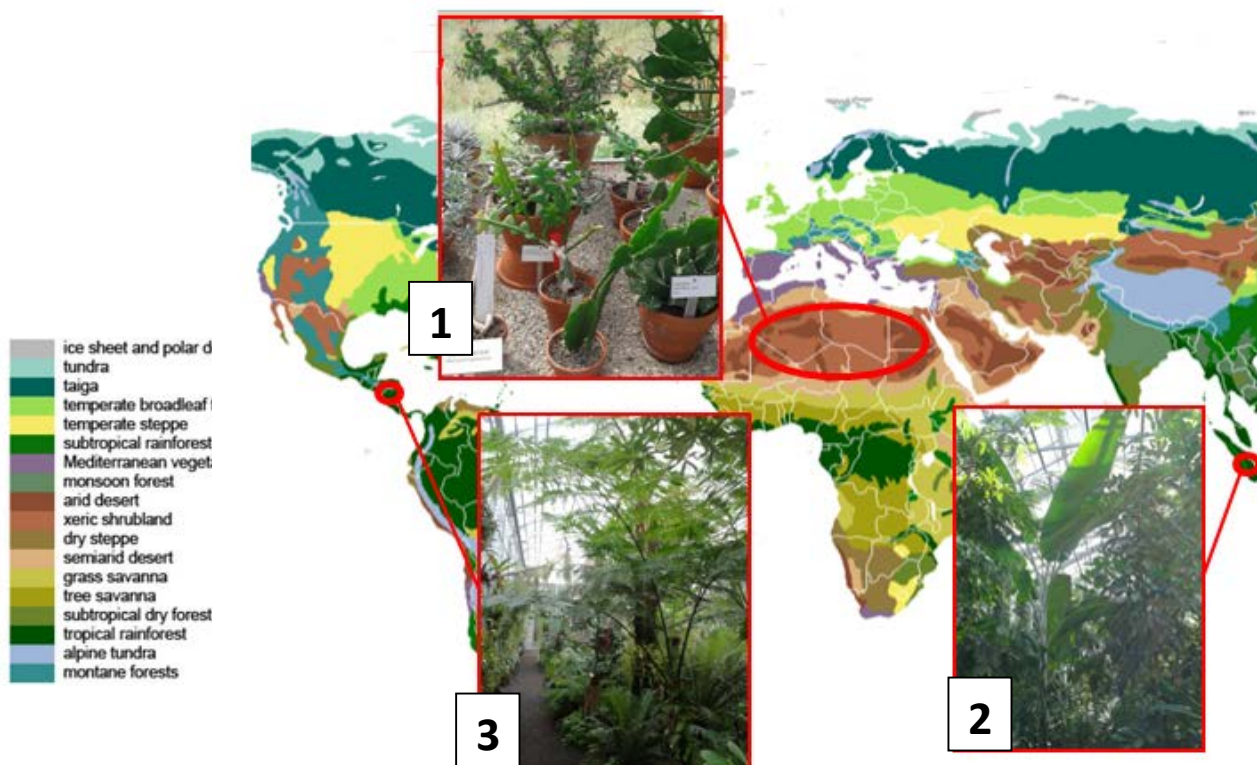 1
ice sheet and polar d
tundra
taiga
temperate broadleaf f
temperate steppe
subtropical rainforest
Mediterranean vegeta
monsoon forest
arid desert
xeric shrubland
dry steppe
semiarid desert
grass savanna
tree savanna
subtropical dry forest
tropical rainforest
alpine tundra
montane forests
3
2